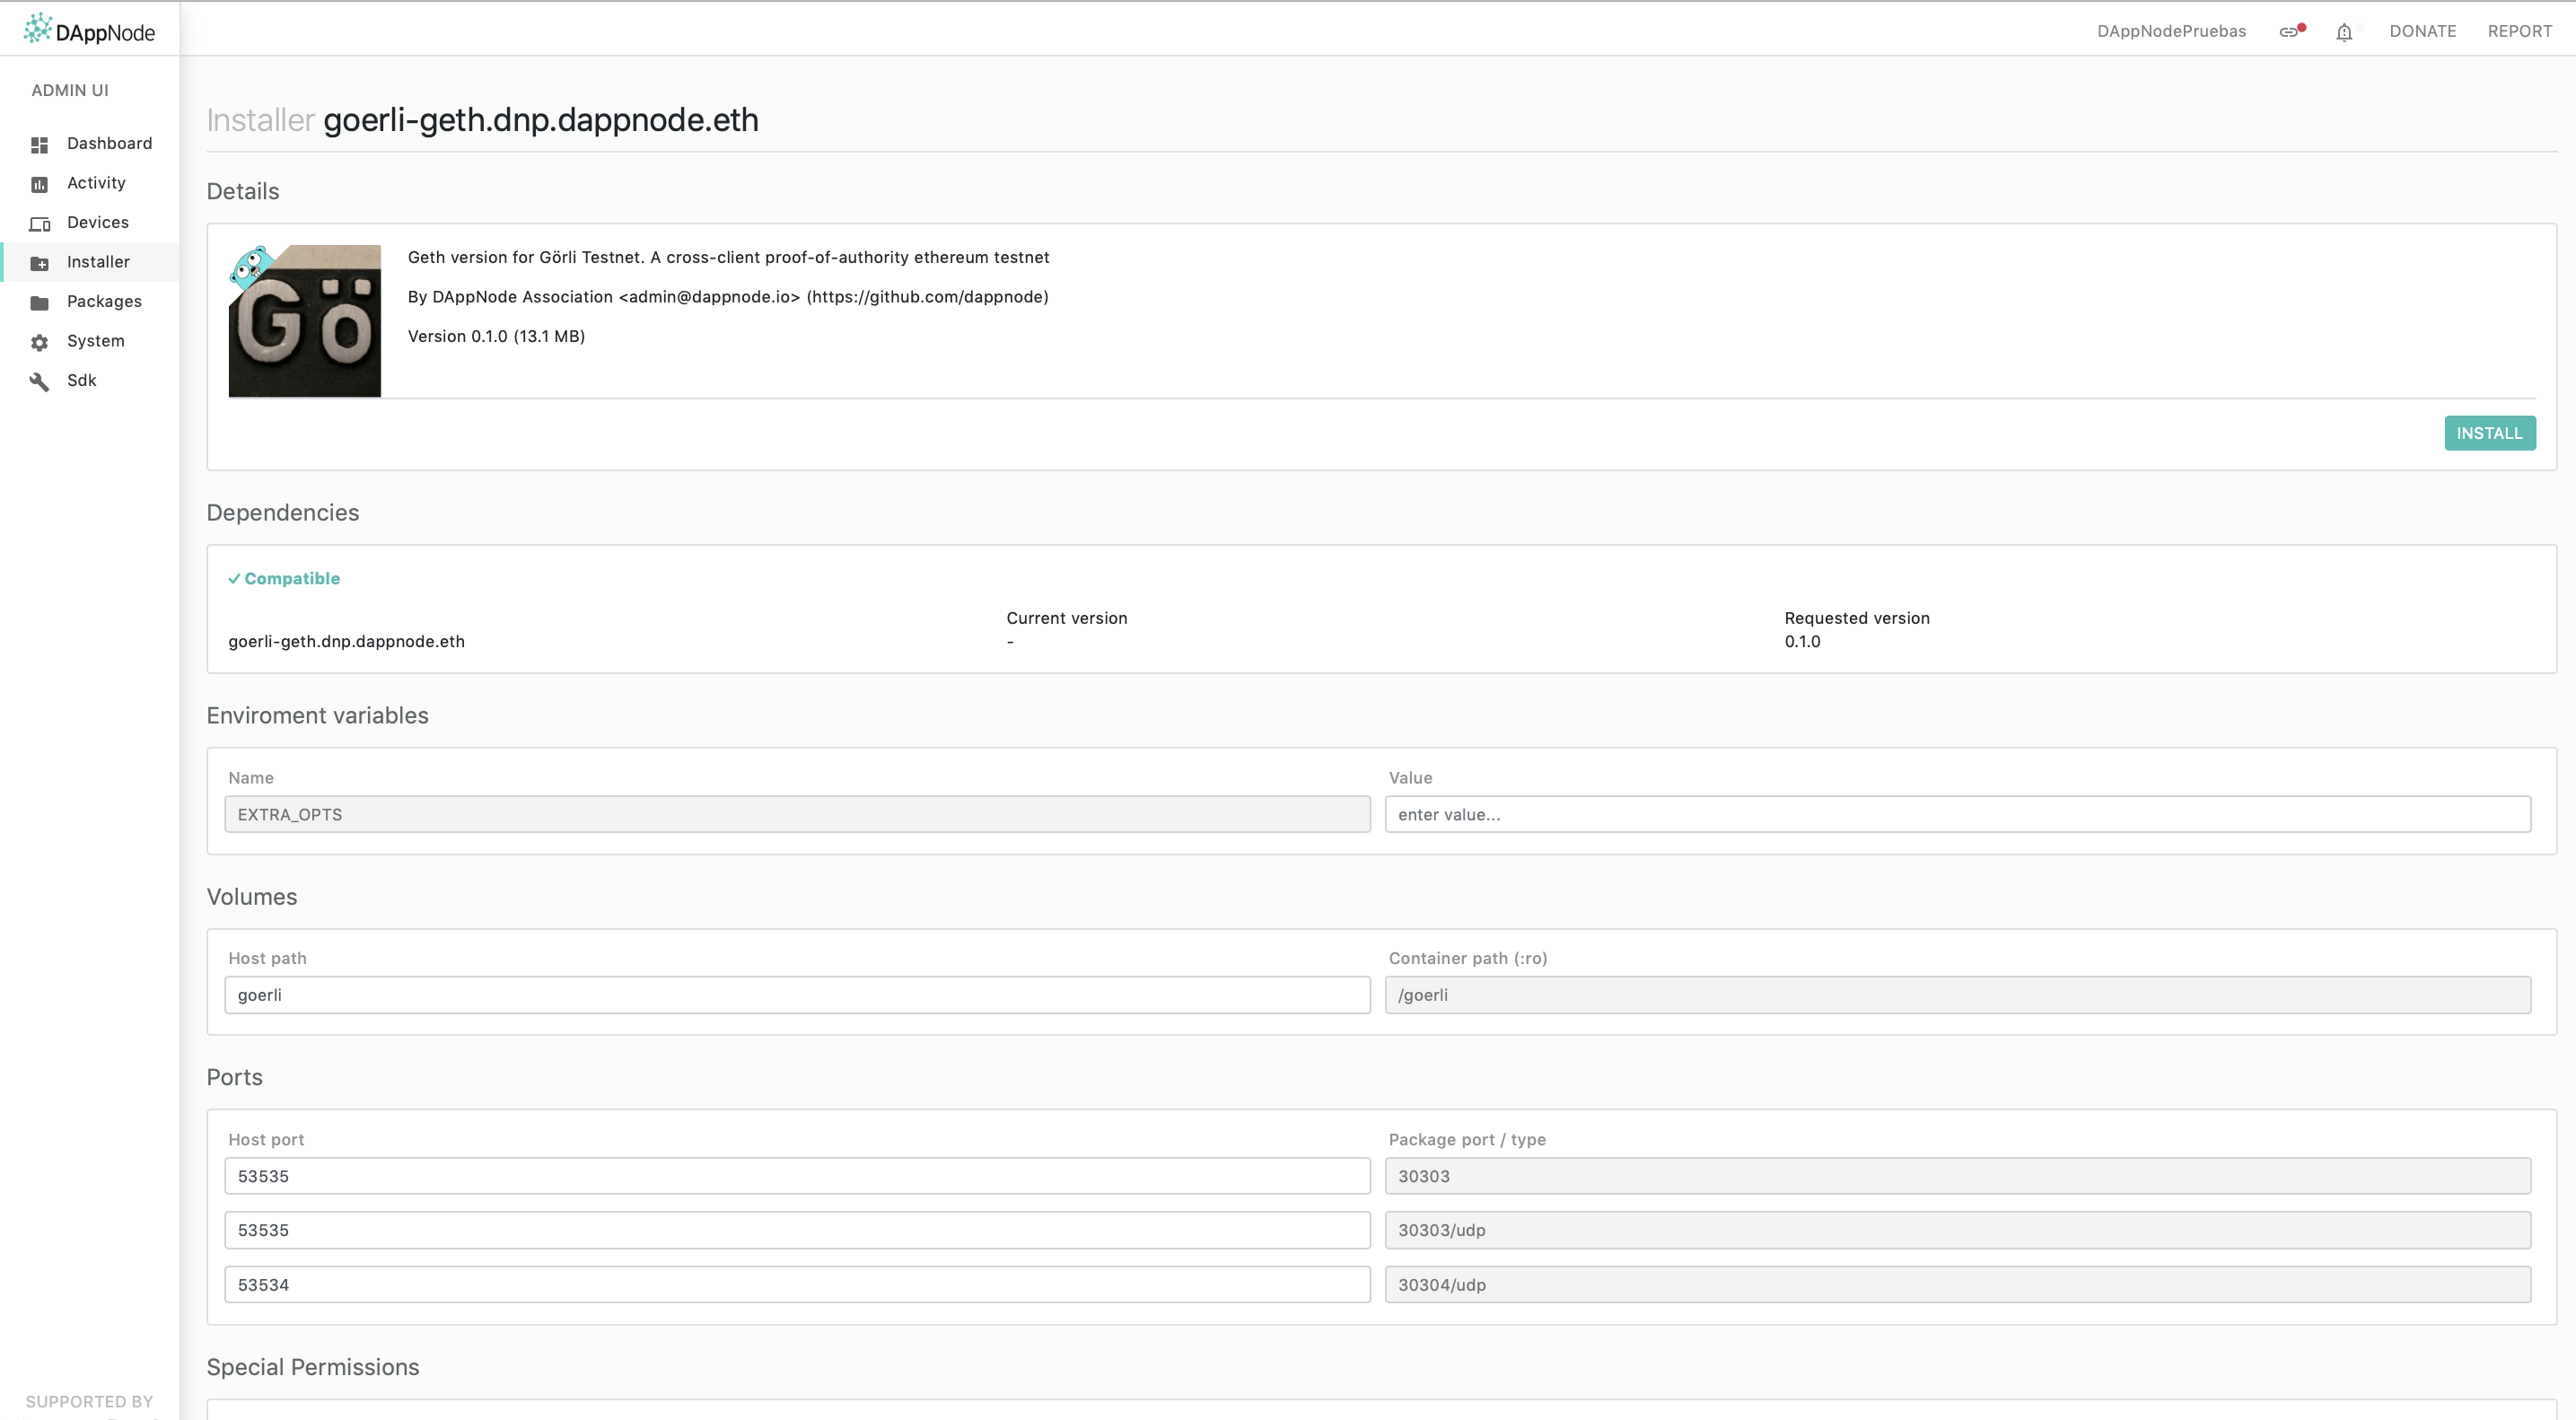 DAppNode
DAppNodePruebas
DONATE
REPORT
ADMIN UI
Dashboard
Activity
Devices
Installer
Packages
System
Sdk
SUPPORTED BY
Installer goerli-geth.dnp.dappnode.eth
Details
Gö
Geth version for Görli Testnet. A cross-client proof-of-authority ethereum testnet
By DAppNode Association <admin@dappnode.io> (https://github.com/dappnode)
Version 0.1.0 (13.1 MB)
INSTALL
Dependencies
Compatible
Current version
Requested version
goerli-geth.dnp.dappnode.eth
-
0.1.0
Enviroment variables
Name
Value
EXTRA_OPTS
enter value...
Volumes
Host path
Container path (:ro)
goerli
/goerli
Ports
Host port
Package port / type
53535
30303
53535
30303/udp
53534
30304/udp
Special Permissions